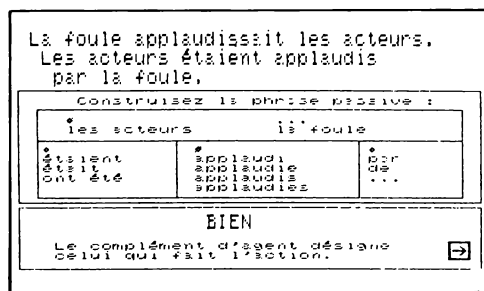 La foule applaudissait les acteurs.
Les acteurs étaient applaudis
par la foule.
Construisez la phrase passive :
les acteurs ... la foule
étaient applaudi par
était applaudie de
ont été applaudis ...
applaudies
BIEN
Le complément d'agent désigne
celui qui fait l'action.